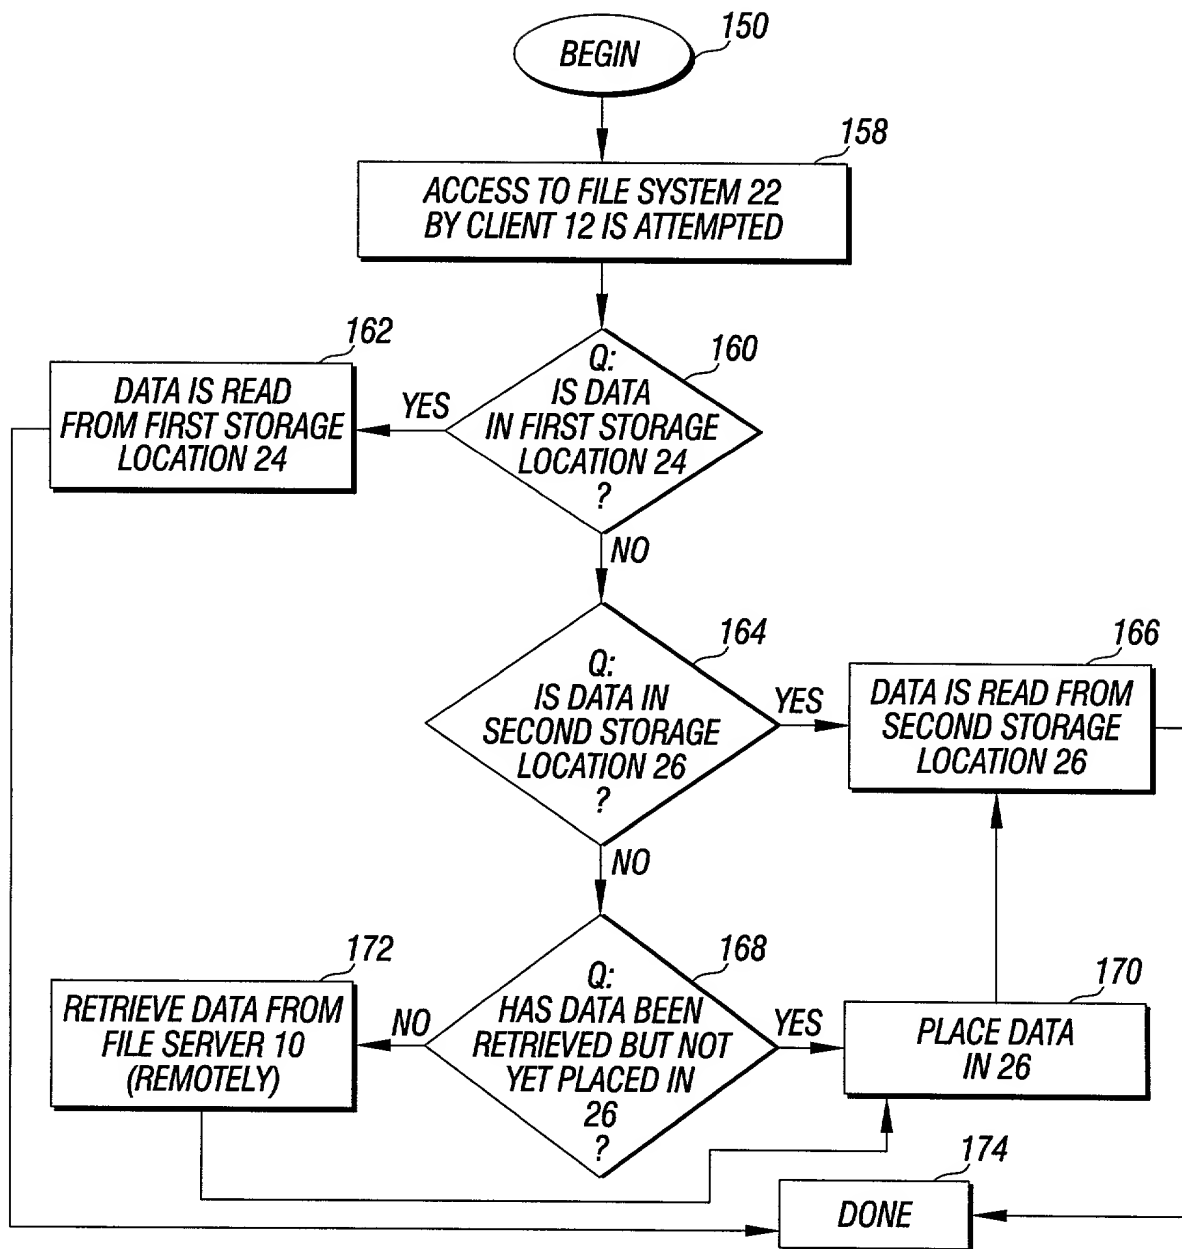 BEGIN
150
158
ACCESS TO FILE SYSTEM 22
BY CLIENT 12 IS ATTEMPTED
162
DATA IS READ
FROM FIRST STORAGE
LOCATION 24
YES
160
Q:
IS DATA
IN FIRST STORAGE
LOCATION 24
?
NO
164
Q:
IS DATA IN
SECOND STORAGE
LOCATION 26
?
YES
166
DATA IS READ FROM
SECOND STORAGE
LOCATION 26
NO
172
RETRIEVE DATA FROM
FILE SERVER 10
(REMOTELY)
NO
168
Q:
HAS DATA BEEN
RETRIEVED BUT NOT
YET PLACED IN
26
?
YES
170
PLACE DATA
IN 26
174
DONE